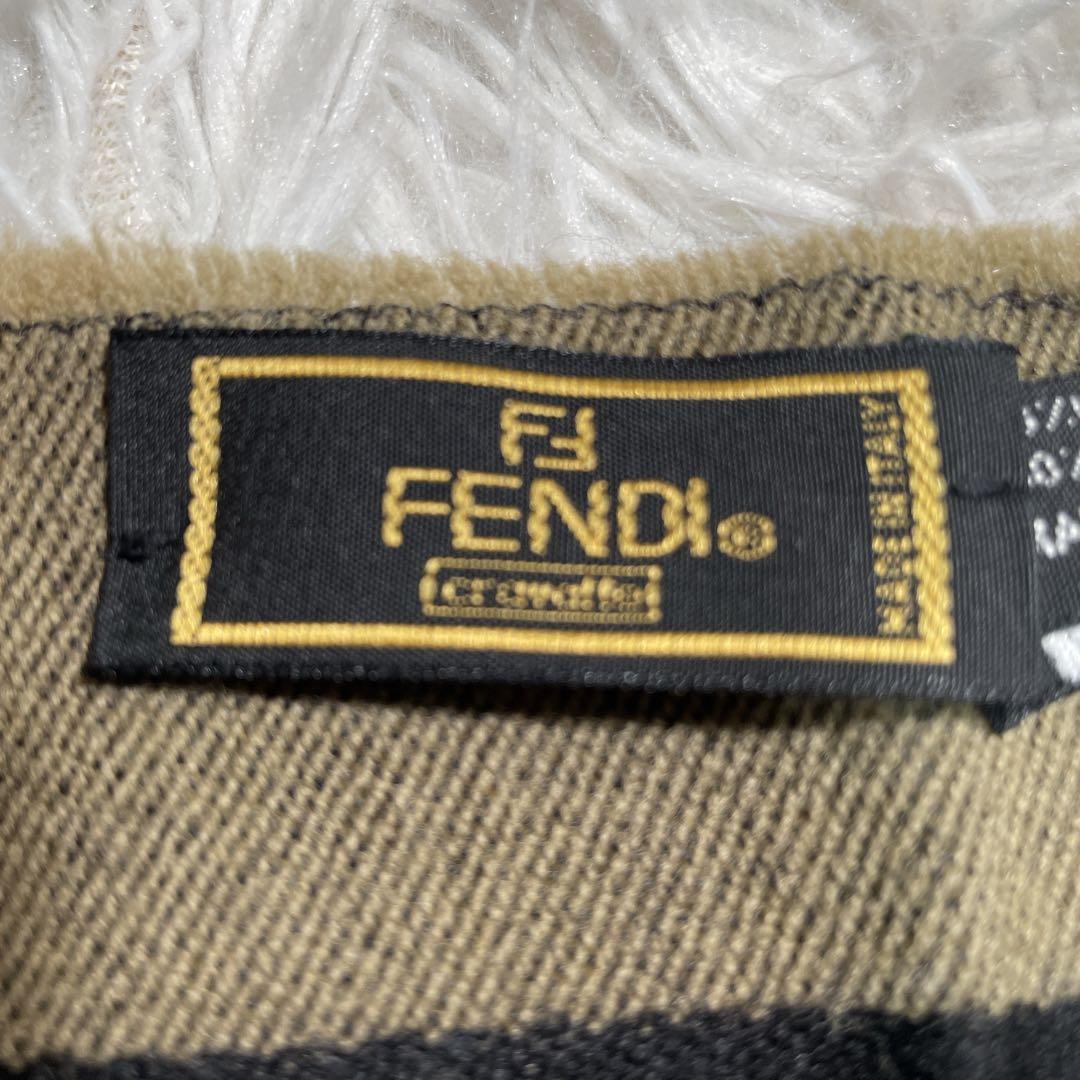 FF
FENDI®
cravatte
MADE IN ITALY